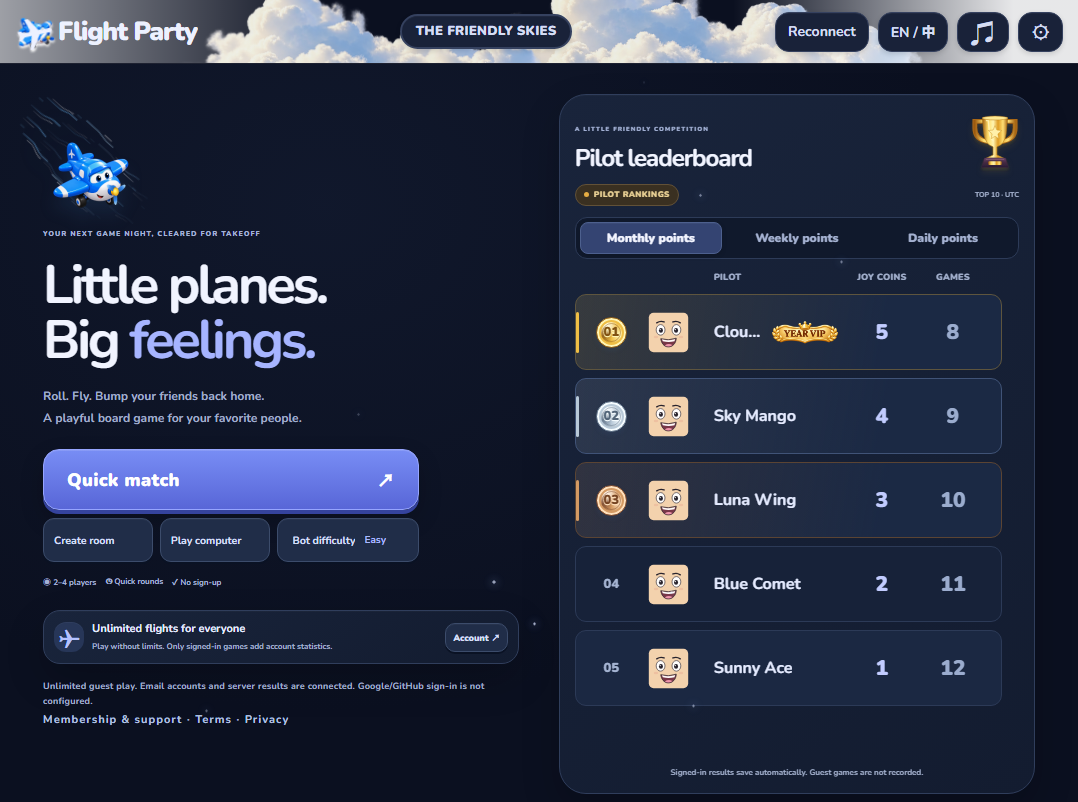 Flight Party
THE FRIENDLY SKIES
Reconnect
EN / 中
YOUR NEXT GAME NIGHT, CLEARED FOR TAKEOFF
Little planes.
Big feelings.
Roll. Fly. Bump your friends back home.
A playful board game for your favorite people.
Quick match ↗
Create room
Play computer
Bot difficulty Easy
2–4 players
Quick rounds
✓ No sign-up
Unlimited flights for everyone
Play without limits. Only signed-in games add account statistics.
Account ↗
Unlimited guest play. Email accounts and server results are connected. Google/GitHub sign-in is not
configured.
Membership & support · Terms · Privacy
A LITTLE FRIENDLY COMPETITION
Pilot leaderboard
PILOT RANKINGS
TOP 10 · UTC
Monthly points
Weekly points
Daily points
PILOT JOY COINS GAMES
01 Clou... YEAR VIP 5 8
02 Sky Mango 4 9
03 Luna Wing 3 10
04 Blue Comet 2 11
05 Sunny Ace 1 12
Signed-in results save automatically. Guest games are not recorded.